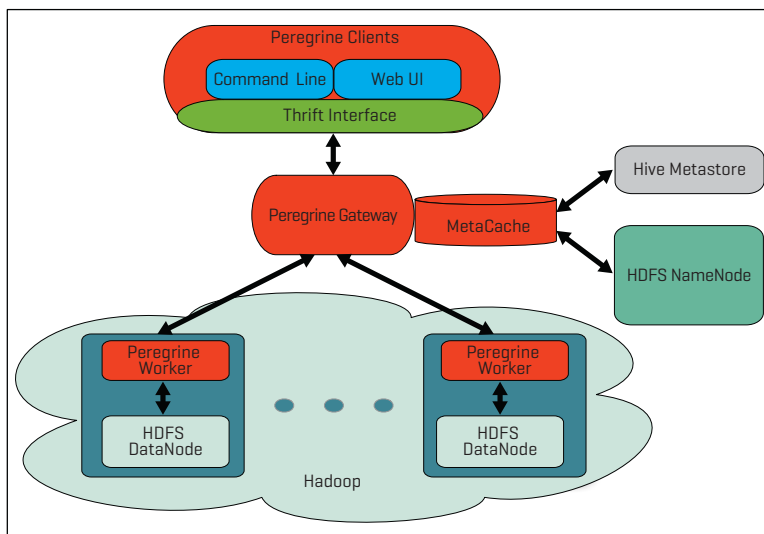 Peregrine Clients
Command Line
Web UI
Thrift Interface
Peregrine Gateway
MetaCache
Hive Metastore
HDFS NameNode
Peregrine
Worker
HDFS
DataNode
Peregrine
Worker
HDFS
DataNode
Hadoop